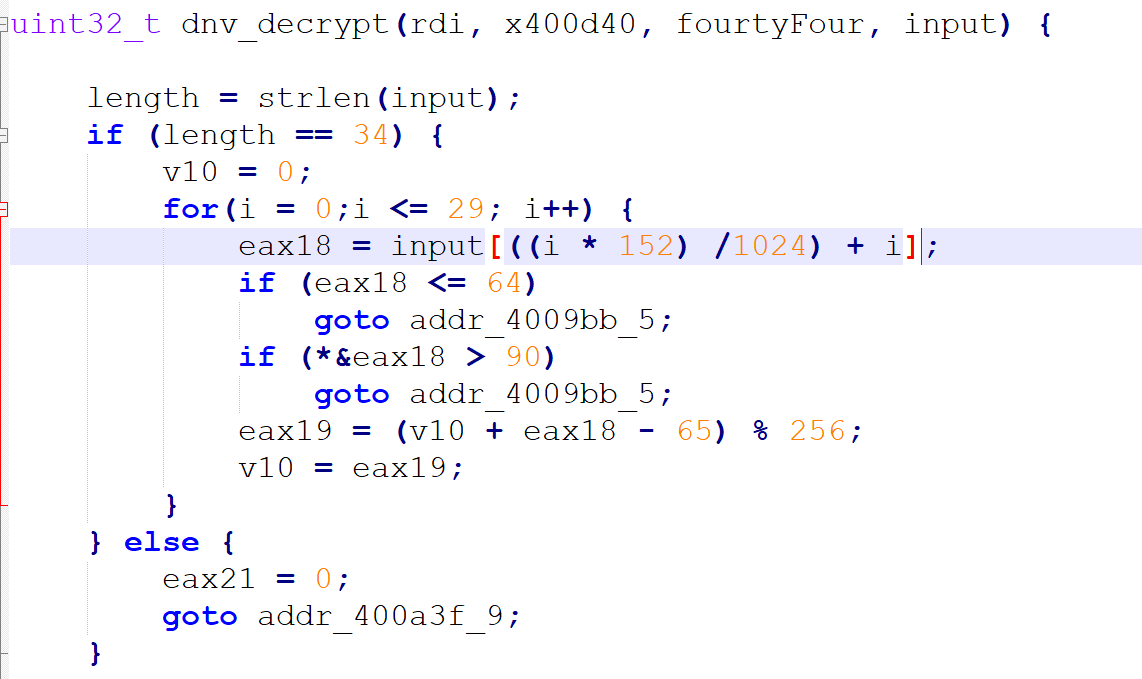 uint32_t dnv_decrypt(rdi, x400d40, fourtyFour, input) {

    length = strlen(input);
    if (length == 34) {
        v10 = 0;
        for(i = 0;i <= 29; i++) {
            eax18 = input[((i * 152) /1024) + i];
            if (eax18 <= 64)
                goto addr_4009bb_5;
            if (*&eax18 > 90)
                goto addr_4009bb_5;
            eax19 = (v10 + eax18 - 65) % 256;
            v10 = eax19;
        }
    } else {
        eax21 = 0;
        goto addr_400a3f_9;
    }